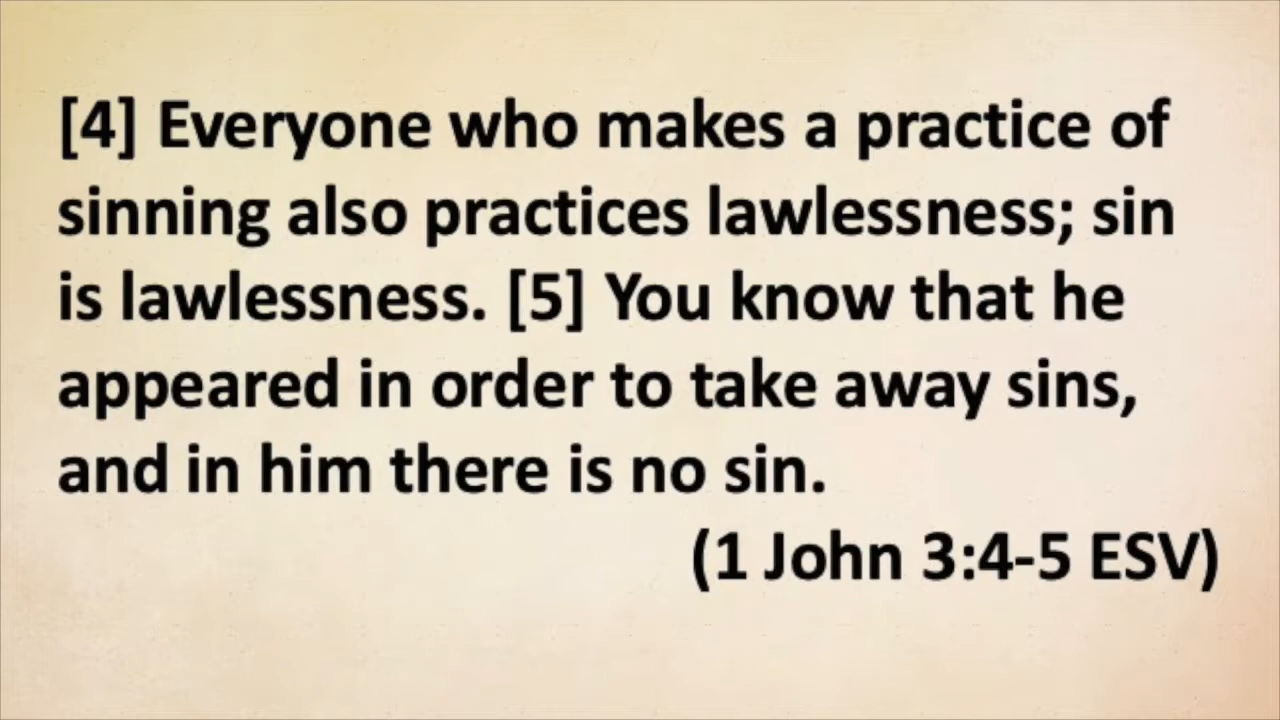 [4] Everyone who makes a practice of
sinning also practices lawlessness; sin
is lawlessness. [5] You know that he
appeared in order to take away sins,
and in him there is no sin.
(1 John 3:4-5 ESV)